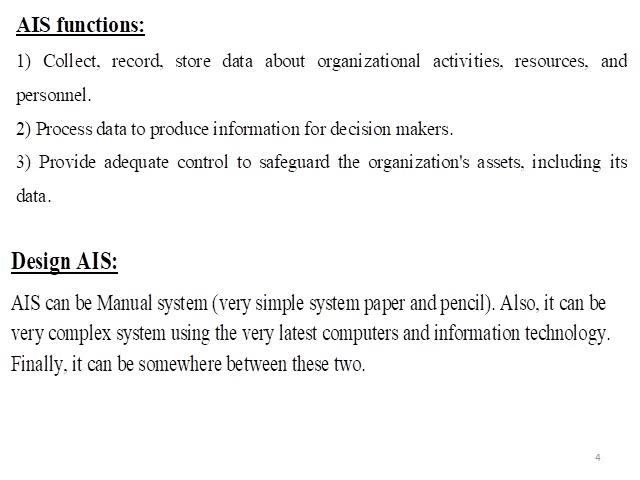 AIS functions:
1) Collect, record, store data about organizational activities, resources, and
personnel.
2) Process data to produce information for decision makers.
3) Provide adequate control to safeguard the organization's assets, including its
data.
Design AIS:
AIS can be Manual system (very simple system paper and pencil). Also, it can be
very complex system using the very latest computers and information technology.
Finally, it can be somewhere between these two.
4